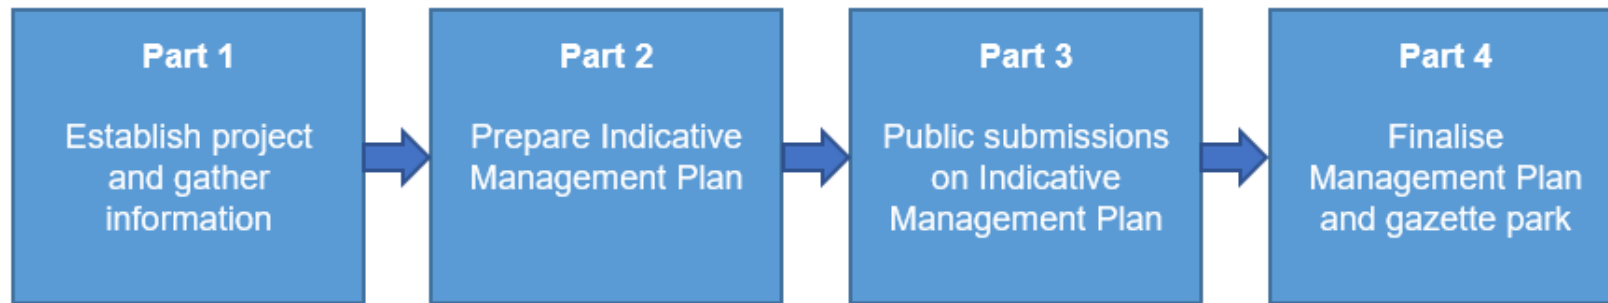 Part 1
Establish project
and gather
information
Part 2
Prepare Indicative
Management Plan
Part 3
Public submissions
on Indicative
Management Plan
Part 4
Finalise
Management Plan
and gazette park